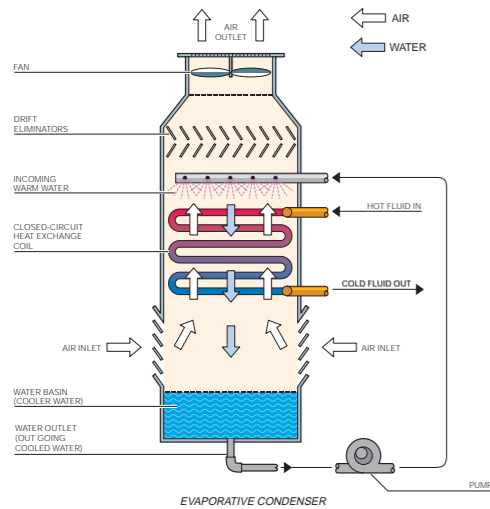 AIR
OUTLET
AIR
WATER
FAN
DRIFT
ELIMINATORS
INCOMING
WARM WATER
HOT FLUID IN
CLOSED-CIRCUIT
HEAT EXCHANGE
COIL
COLD FLUID OUT
AIR INLET
AIR INLET
WATER BASIN
(COOLER WATER)
WATER OUTLET
(OUT GOING
COOLED WATER)
PUMP
EVAPORATIVE CONDENSER